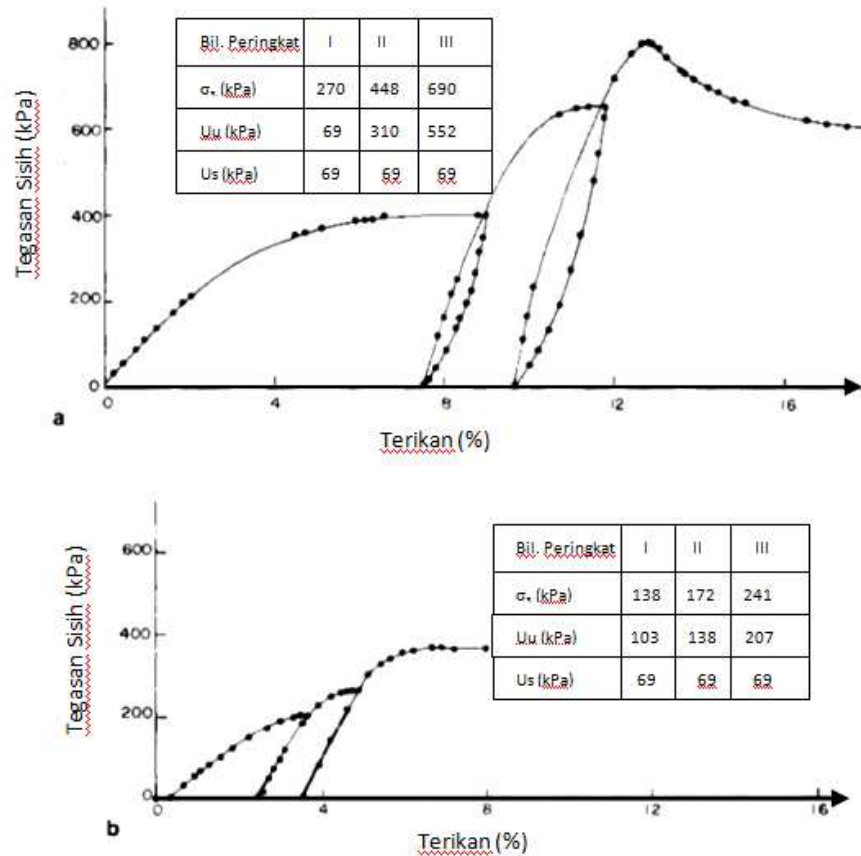 Tegasan Sisih (kPa)
800
600
400
200
0
Bil. Peringkat I II III
σ₃ (kPa) 270 448 690
Uu (kPa) 69 310 552
Us (kPa) 69 69 69
0 4 8 12 16
a
Terikan (%)
Tegasan Sisih (kPa)
600
400
200
0
Bil. Peringkat I II III
σ₃ (kPa) 138 172 241
Uu (kPa) 103 138 207
Us (kPa) 69 69 69
0 4 8 12 16
b
Terikan (%)